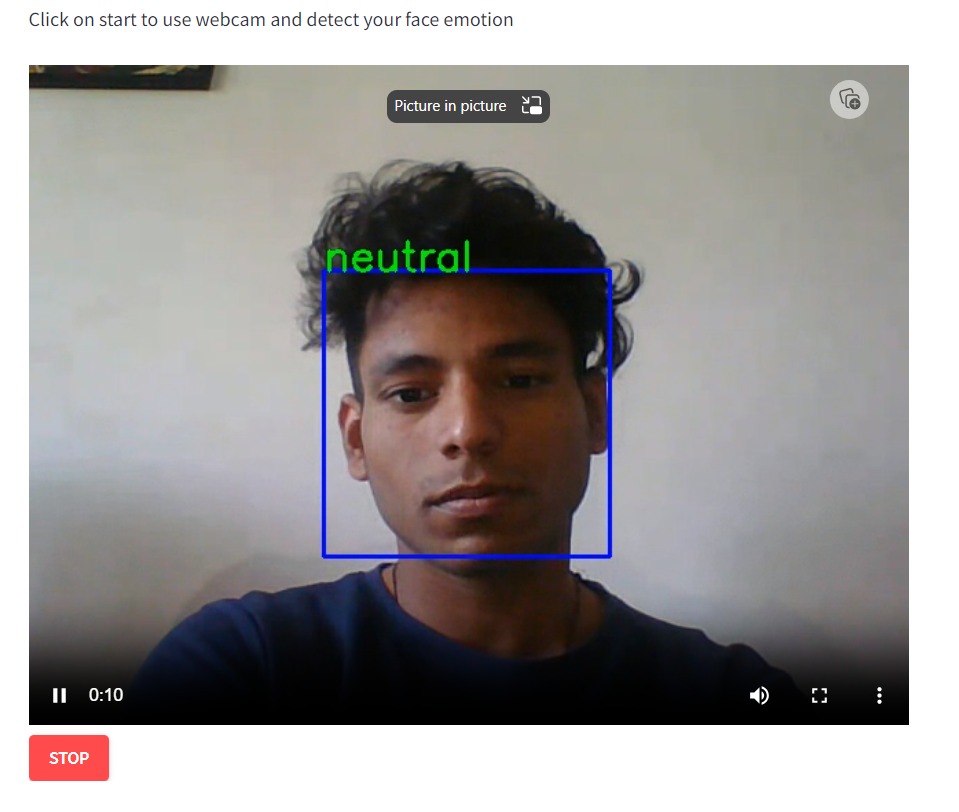 Click on start to use webcam and detect your face emotion
Picture in picture
neutral
0:10
STOP